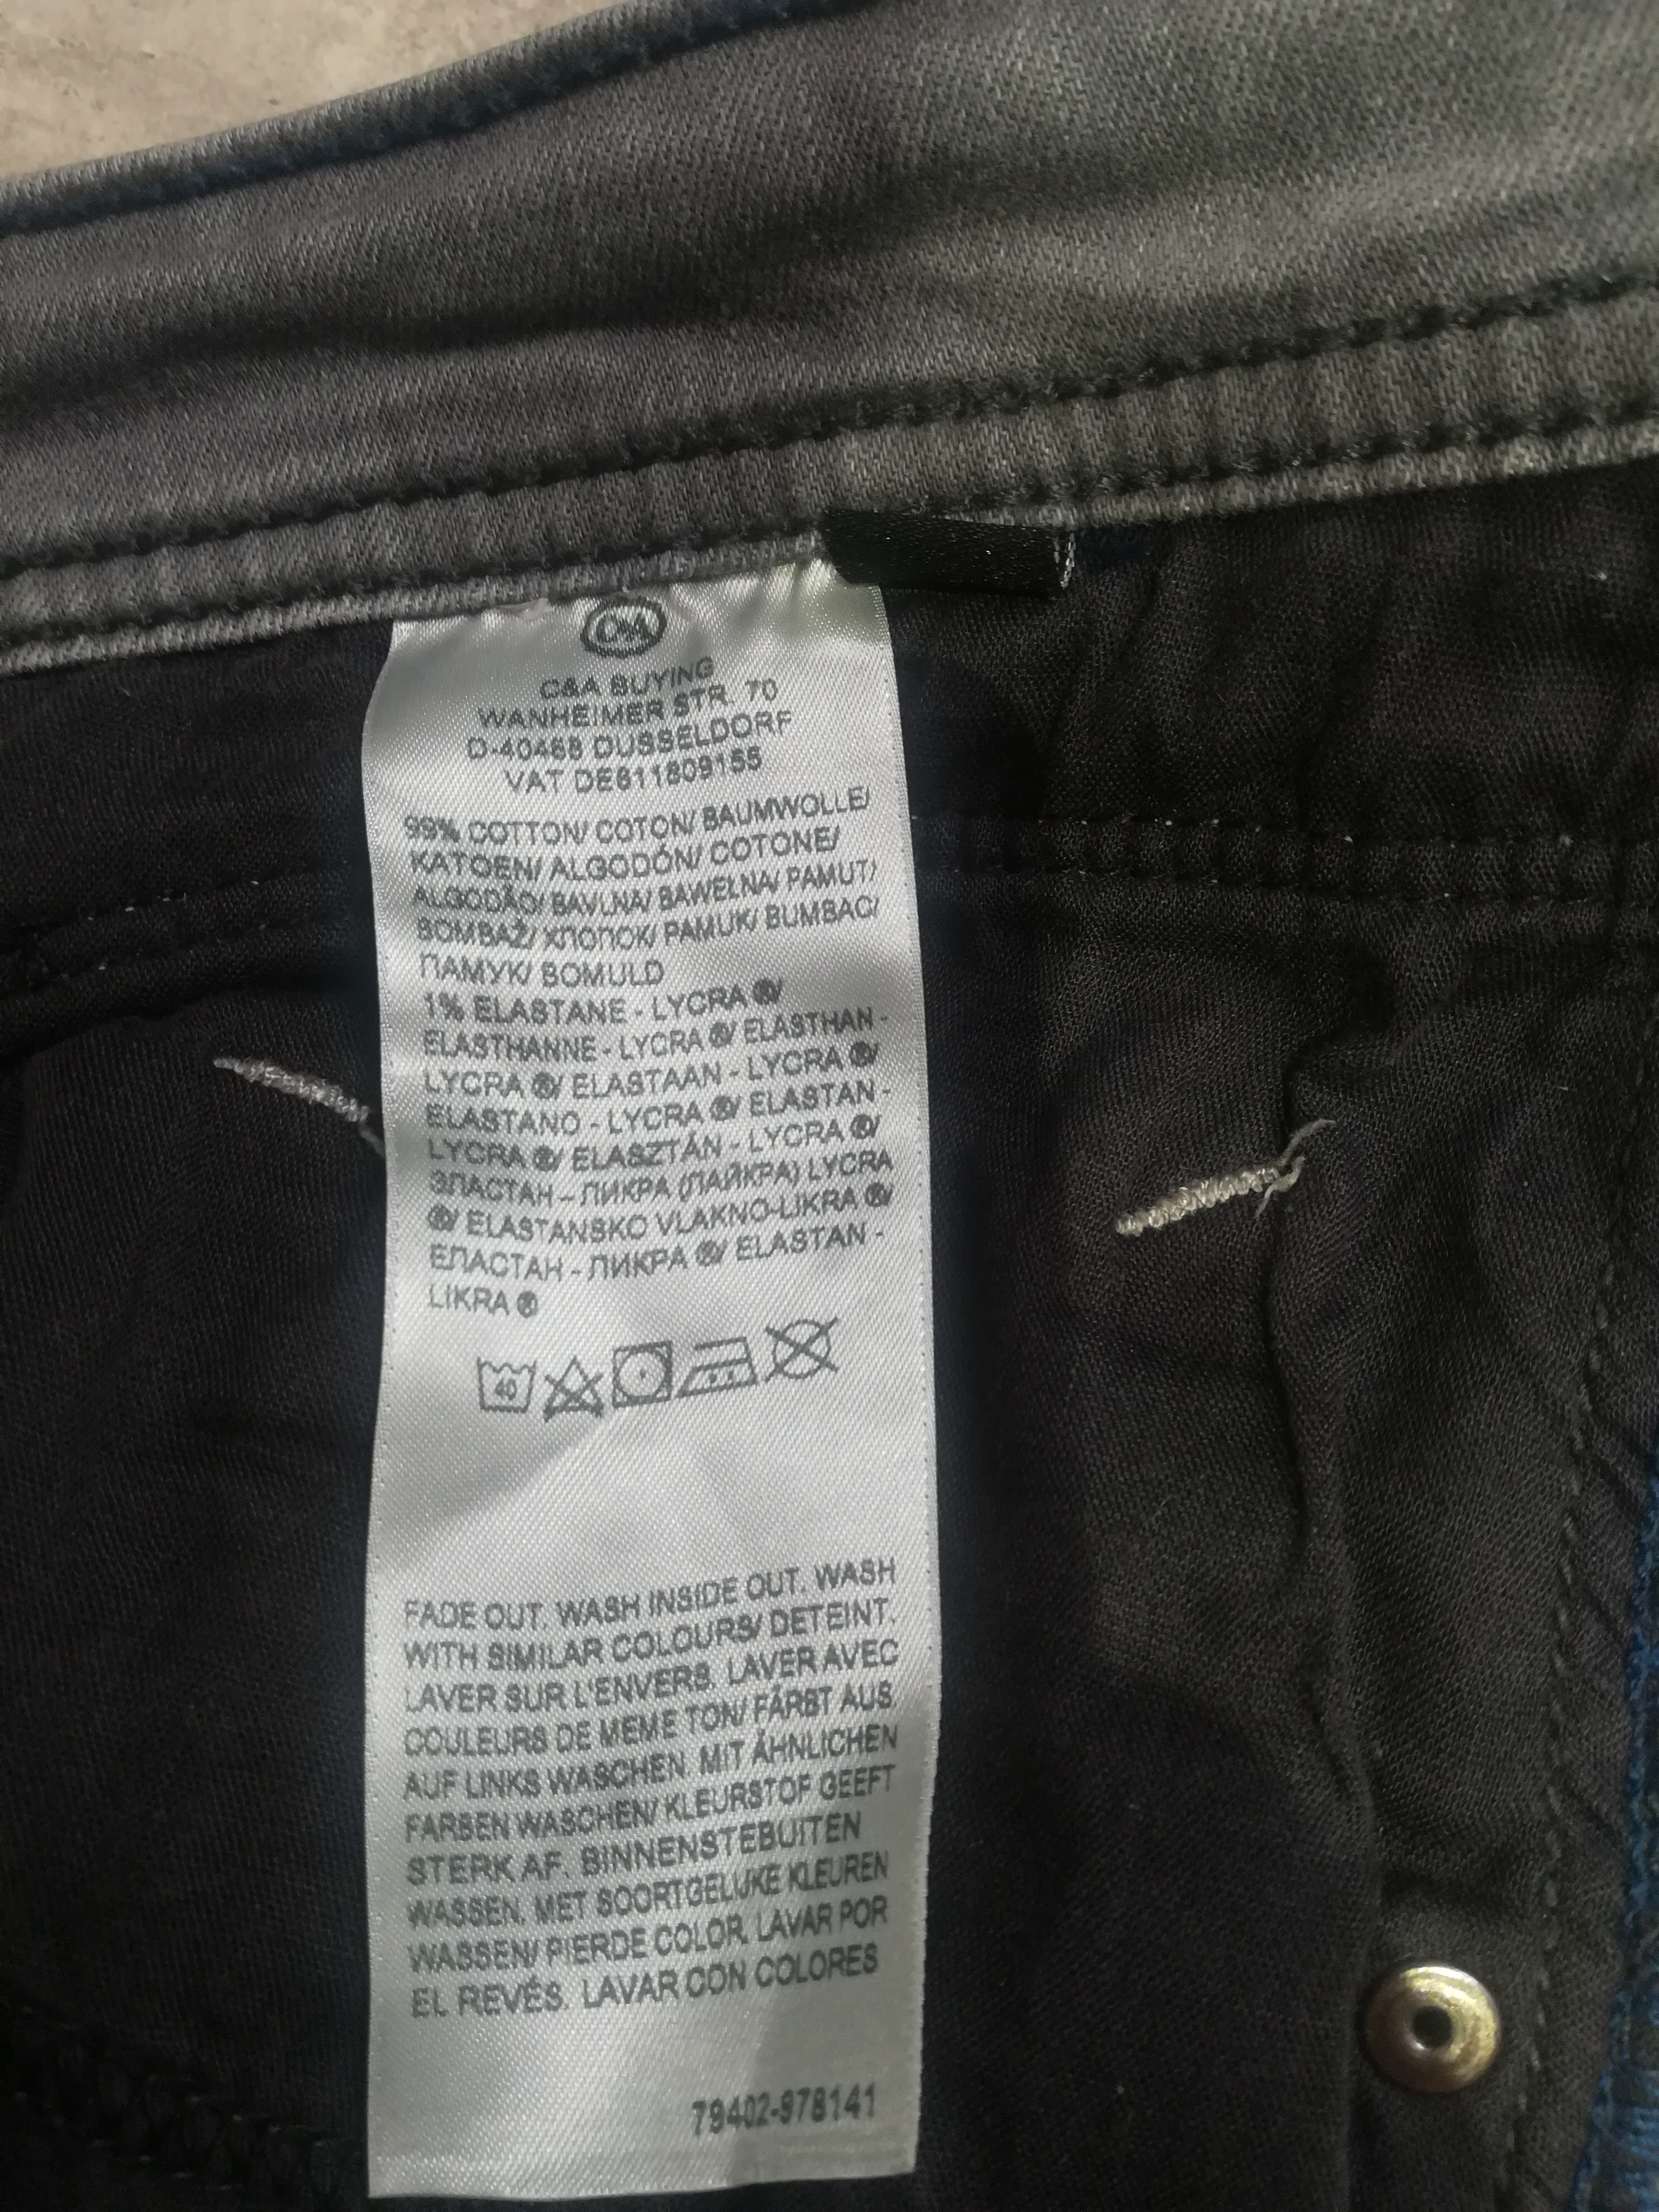 C&A
C&A BUYING
WANHEIMER STR. 70
D-40468 DUSSELDORF
VAT DE811809155
99% COTTON/ COTON/ BAUMWOLLE/
KATOEN/ ALGODÓN/ COTONE/
ALGODÃO/ BAVLNA/ BAWEŁNA/ PAMUT/
BOMBAŽ/ ХЛОПОК/ PAMUK/ BUMBAC/
ПАМУК/ BOMULD
1% ELASTANE - LYCRA ®/
ELASTHANNE - LYCRA ®/ ELASTHAN -
LYCRA ®/ ELASTAAN - LYCRA ®/
ELASTANO - LYCRA ®/ ELASTAN -
LYCRA ®/ ELASZTÁN - LYCRA ®/
ЭЛАСТАН – ЛИКРА (ЛАЙКРА) LYCRA
®/ ELASTANSKO VLAKNO-LIKRA ®/
ЕЛАСТАН - ЛИКРА ®/ ELASTAN -
LIKRA ®
40
FADE OUT. WASH INSIDE OUT. WASH
WITH SIMILAR COLOURS/ DETEINT.
LAVER SUR L'ENVERS. LAVER AVEC
COULEURS DE MEME TON/ FÄRBT AUS.
AUF LINKS WASCHEN. MIT ÄHNLICHEN
FARBEN WASCHEN/ KLEURSTOF GEEFT
STERK AF. BINNENSTEBUITEN
WASSEN. MET SOORTGELIJKE KLEUREN
WASSEN/ PIERDE COLOR. LAVAR POR
EL REVÉS. LAVAR CON COLORES
79402-978141